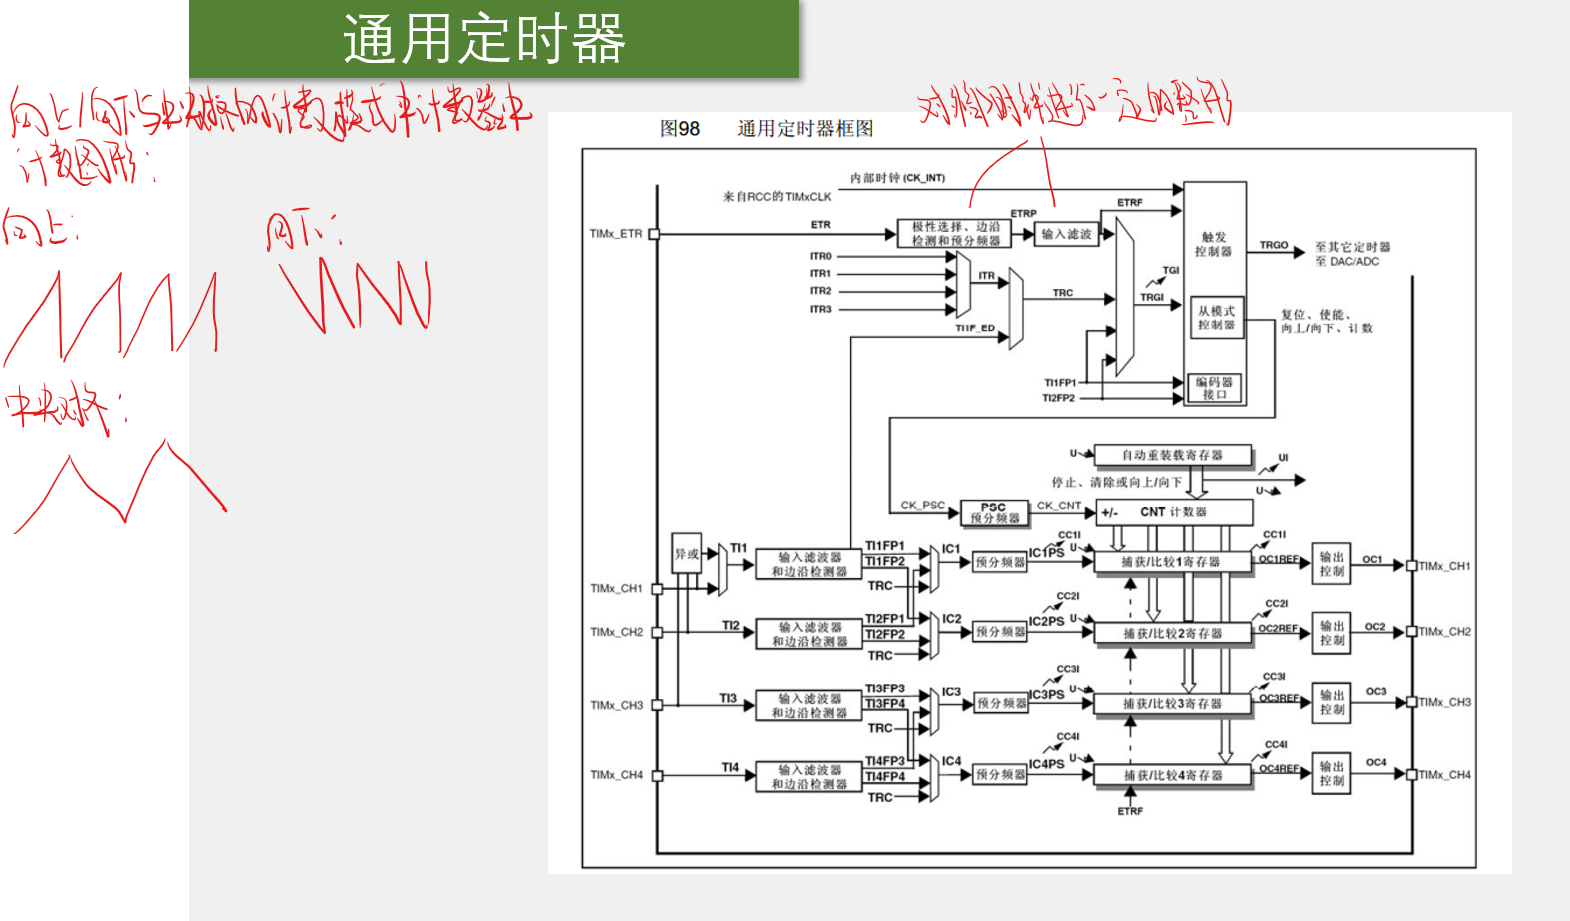 通用定时器
向上/向下与中央对齐的计数模式中计数器中
计数图形：
向上：
向下：
中央对齐：
对外部时钟进行一定的整形
图98 通用定时器框图
内部时钟 (CK_INT)
来自RCC的TIMxCLK
TIMx_ETR
ETR
极性选择、边沿
检测和预分频器
ETRP
输入滤波
ETRF
触发
控制器
TRGO
至其它定时器
至 DAC/ADC
ITR0
ITR1
ITR2
ITR3
ITR
TRC
TI1F_ED
TGI
TRGI
从模式
控制器
复位、使能、
向上/向下、计数
TI1FP1
TI2FP2
编码器
接口
U
自动重装载寄存器
UI
U
停止、清除或向上/向下
CK_PSC
PSC
预分频器
CK_CNT
+/-
CNT 计数器
异或
TI1
输入滤波器
和边沿检测器
TI1FP1
TI1FP2
TRC
IC1
预分频器
IC1PS
CC1I
U
捕获/比较1寄存器
CC1I
OC1REF
输出
控制
OC1
TIMx_CH1
TIMx_CH1
TIMx_CH2
TI2
输入滤波器
和边沿检测器
TI2FP1
TI2FP2
TRC
IC2
预分频器
IC2PS
CC2I
U
捕获/比较2寄存器
CC2I
OC2REF
输出
控制
OC2
TIMx_CH2
TIMx_CH3
TI3
输入滤波器
和边沿检测器
TI3FP3
TI3FP4
TRC
IC3
预分频器
IC3PS
CC3I
U
捕获/比较3寄存器
CC3I
OC3REF
输出
控制
OC3
TIMx_CH3
TIMx_CH4
TI4
输入滤波器
和边沿检测器
TI4FP3
TI4FP4
TRC
IC4
预分频器
IC4PS
CC4I
U
捕获/比较4寄存器
CC4I
OC4REF
输出
控制
OC4
TIMx_CH4
ETRF